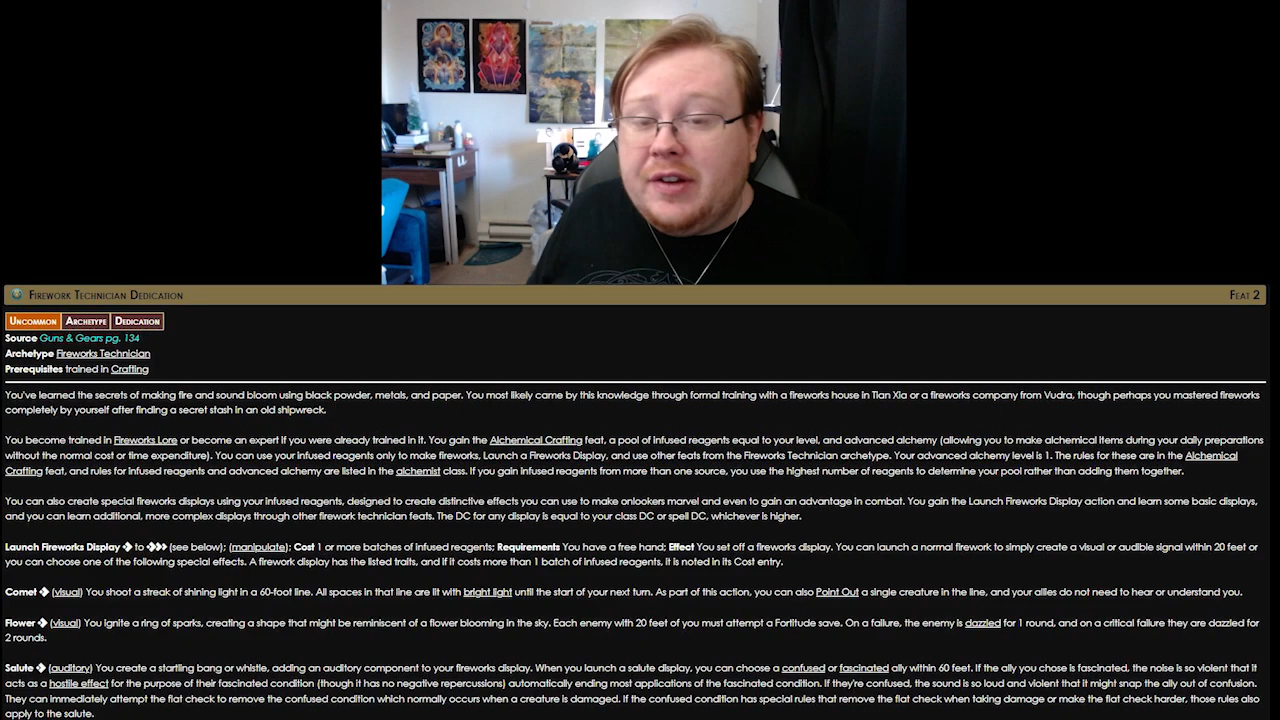 Firework Technician Dedication Feat 2
Uncommon Archetype Dedication
Source Guns & Gears pg. 134
Archetype Fireworks Technician
Prerequisites trained in Crafting
You've learned the secrets of making fire and sound bloom using black powder, metals, and paper. You most likely came by this knowledge through formal training with a fireworks house in Tian Xia or a fireworks company from Vudra, though perhaps you mastered fireworks
completely by yourself after finding a secret stash in an old shipwreck.
You become trained in Fireworks Lore or become an expert if you were already trained in it. You gain the Alchemical Crafting feat, a pool of infused reagents equal to your level, and advanced alchemy (allowing you to make alchemical items during your daily preparations
without the normal cost or time expenditure). You can use your infused reagents only to make fireworks, Launch a Fireworks Display, and use other feats from the Fireworks Technician archetype. Your advanced alchemy level is 1. The rules for these are in the Alchemical
Crafting feat, and rules for infused reagents and advanced alchemy are listed in the alchemist class. If you gain infused reagents from more than one source, you use the highest number of reagents to determine your pool rather than adding them together.
You can also create special fireworks displays using your infused reagents, designed to create distinctive effects you can use to make onlookers marvel and even to gain an advantage in combat. You gain the Launch Fireworks Display action and learn some basic displays,
and you can learn additional, more complex displays through other firework technician feats. The DC for any display is equal to your class DC or spell DC, whichever is higher.
Launch Fireworks Display to (see below); (manipulate); Cost 1 or more batches of infused reagents; Requirements You have a free hand; Effect You set off a fireworks display. You can launch a normal firework to simply create a visual or audible signal within 20 feet or
you can choose one of the following special effects. A firework display has the listed traits, and if it costs more than 1 batch of infused reagents, it is noted in its Cost entry.
Comet (visual) You shoot a streak of shining light in a 60-foot line. All spaces in that line are lit with bright light until the start of your next turn. As part of this action, you can also Point Out a single creature in the line, and your allies do not need to hear or understand you.
Flower (visual) You ignite a ring of sparks, creating a shape that might be reminiscent of a flower blooming in the sky. Each enemy with 20 feet of you must attempt a Fortitude save. On a failure, the enemy is dazzled for 1 round, and on a critical failure they are dazzled for
2 rounds.
Salute (auditory) You create a startling bang or whistle, adding an auditory component to your fireworks display. When you launch a salute display, you can choose a confused or fascinated ally within 60 feet. If the ally you chose is fascinated, the noise is so violent that it
acts as a hostile effect for the purpose of their fascinated condition (though it has no negative repercussions) automatically ending most applications of the fascinated condition. If they're confused, the sound is so loud and violent that it might snap the ally out of confusion.
They can immediately attempt the flat check to remove the confused condition which normally occurs when a creature is damaged. If the confused condition has special rules that remove the flat check when taking damage or make the flat check harder, those rules also
apply to the salute.